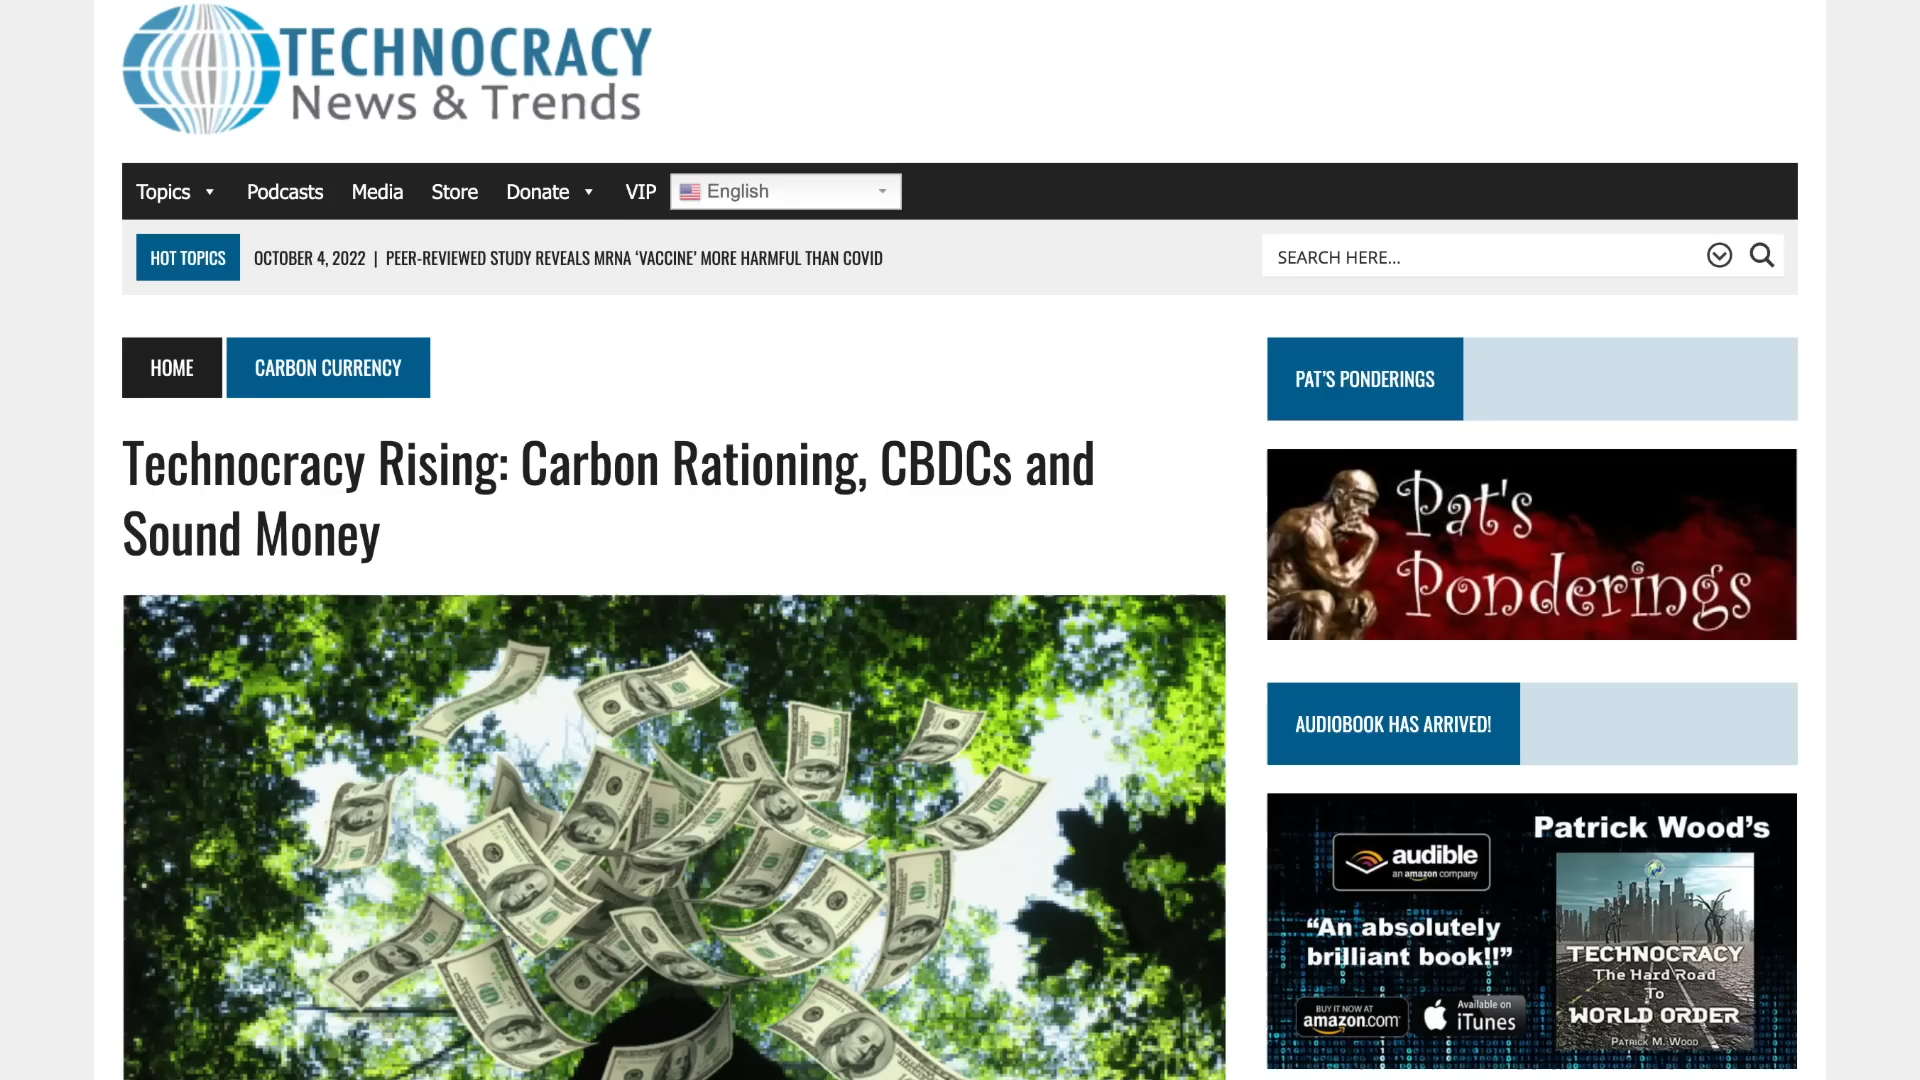 TECHNOCRACY
News & Trends
Topics Podcasts Media Store Donate VIP English
HOT TOPICS OCTOBER 4, 2022 | PEER-REVIEWED STUDY REVEALS MRNA ‘VACCINE’ MORE HARMFUL THAN COVID SEARCH HERE...
HOME CARBON CURRENCY
PAT’S PONDERINGS
Technocracy Rising: Carbon Rationing, CBDCs and
Sound Money
Pat's
Ponderings
AUDIOBOOK HAS ARRIVED!
Patrick Wood’s
audible
an amazon company
“An absolutely
brilliant book!!”
TECHNOCRACY
The Hard Road
To
WORLD ORDER
PATRICK M. WOOD
BUY IT NOW AT
amazon.com
Available on
iTunes